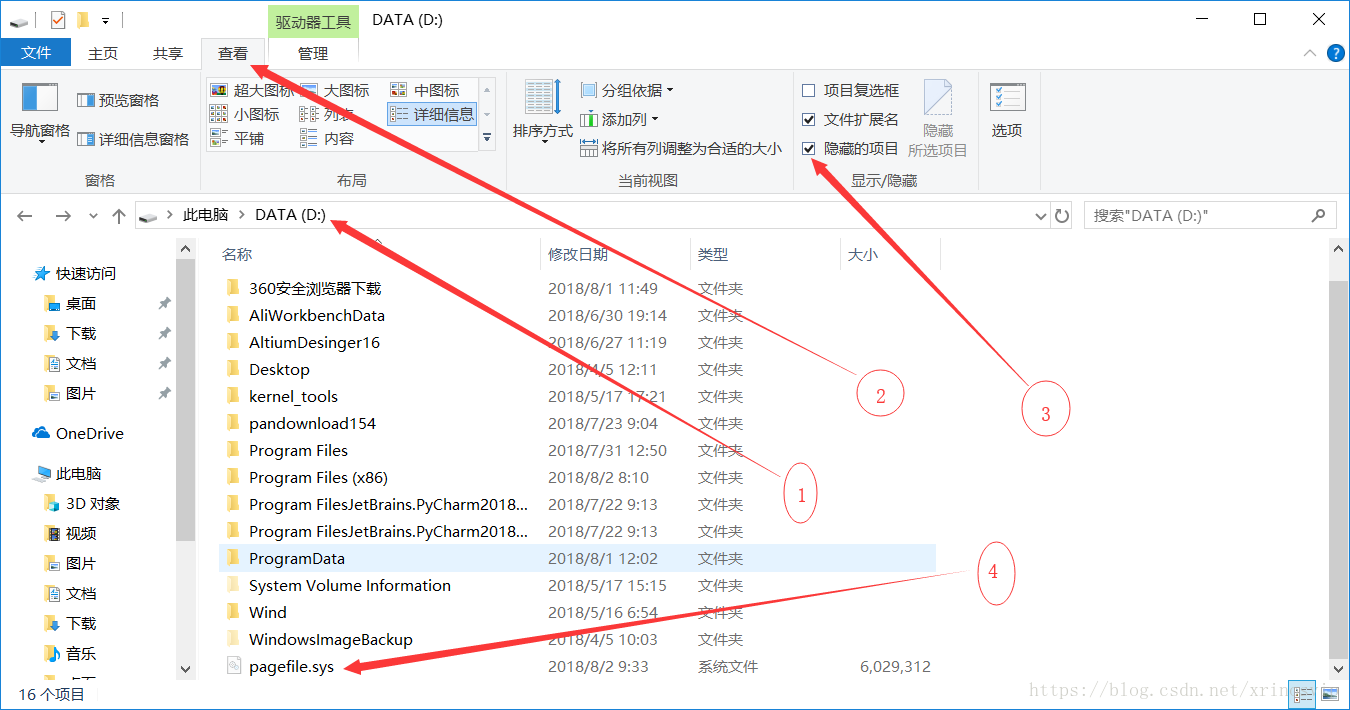 驱动器工具 DATA (D:)
文件 主页 共享 查看 管理
导航窗格 预览窗格
详细信息窗格
窗格
超大图标 大图标 中图标
小图标 列表 详细信息
平铺 内容
布局
排序方式 分组依据
添加列
将所有列调整为合适的大小
当前视图
项目复选框
文件扩展名
隐藏的项目
隐藏
所选项目
显示/隐藏
选项
此电脑 DATA (D:)
搜索"DATA (D:)"
快速访问
桌面
下载
文档
图片
OneDrive
此电脑
3D 对象
视频
图片
文档
下载
音乐
名称 修改日期 类型 大小
360安全浏览器下载 2018/8/1 11:49 文件夹
AliWorkbenchData 2018/6/30 19:14 文件夹
AltiumDesinger16 2018/6/27 11:19 文件夹
Desktop 2018/4/5 12:11 文件夹
kernel_tools 2018/5/17 17:21 文件夹
pandownload154 2018/7/23 9:04 文件夹
Program Files 2018/7/31 12:50 文件夹
Program Files (x86) 2018/8/2 8:10 文件夹
Program FilesJetBrains.PyCharm2018... 2018/7/22 9:13 文件夹
Program FilesJetBrains.PyCharm2018... 2018/7/22 9:13 文件夹
ProgramData 2018/8/1 12:02 文件夹
System Volume Information 2018/5/17 15:15 文件夹
Wind 2018/5/16 6:54 文件夹
WindowsImageBackup 2018/4/5 10:03 文件夹
pagefile.sys 2018/8/2 9:33 系统文件 6,029,312
1
2
3
4
16 个项目